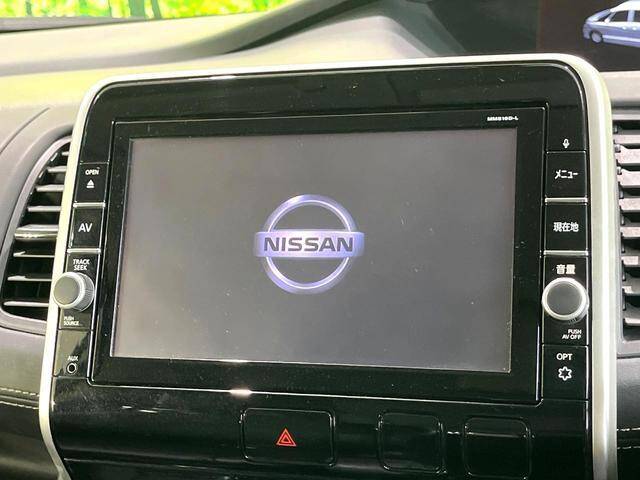 MM518D-L
OPEN
メニュー
AV
現在地
NISSAN
TRACK
SEEK
音量
PUSH
SOURCE
PUSH
AV OFF
AUX
OPT